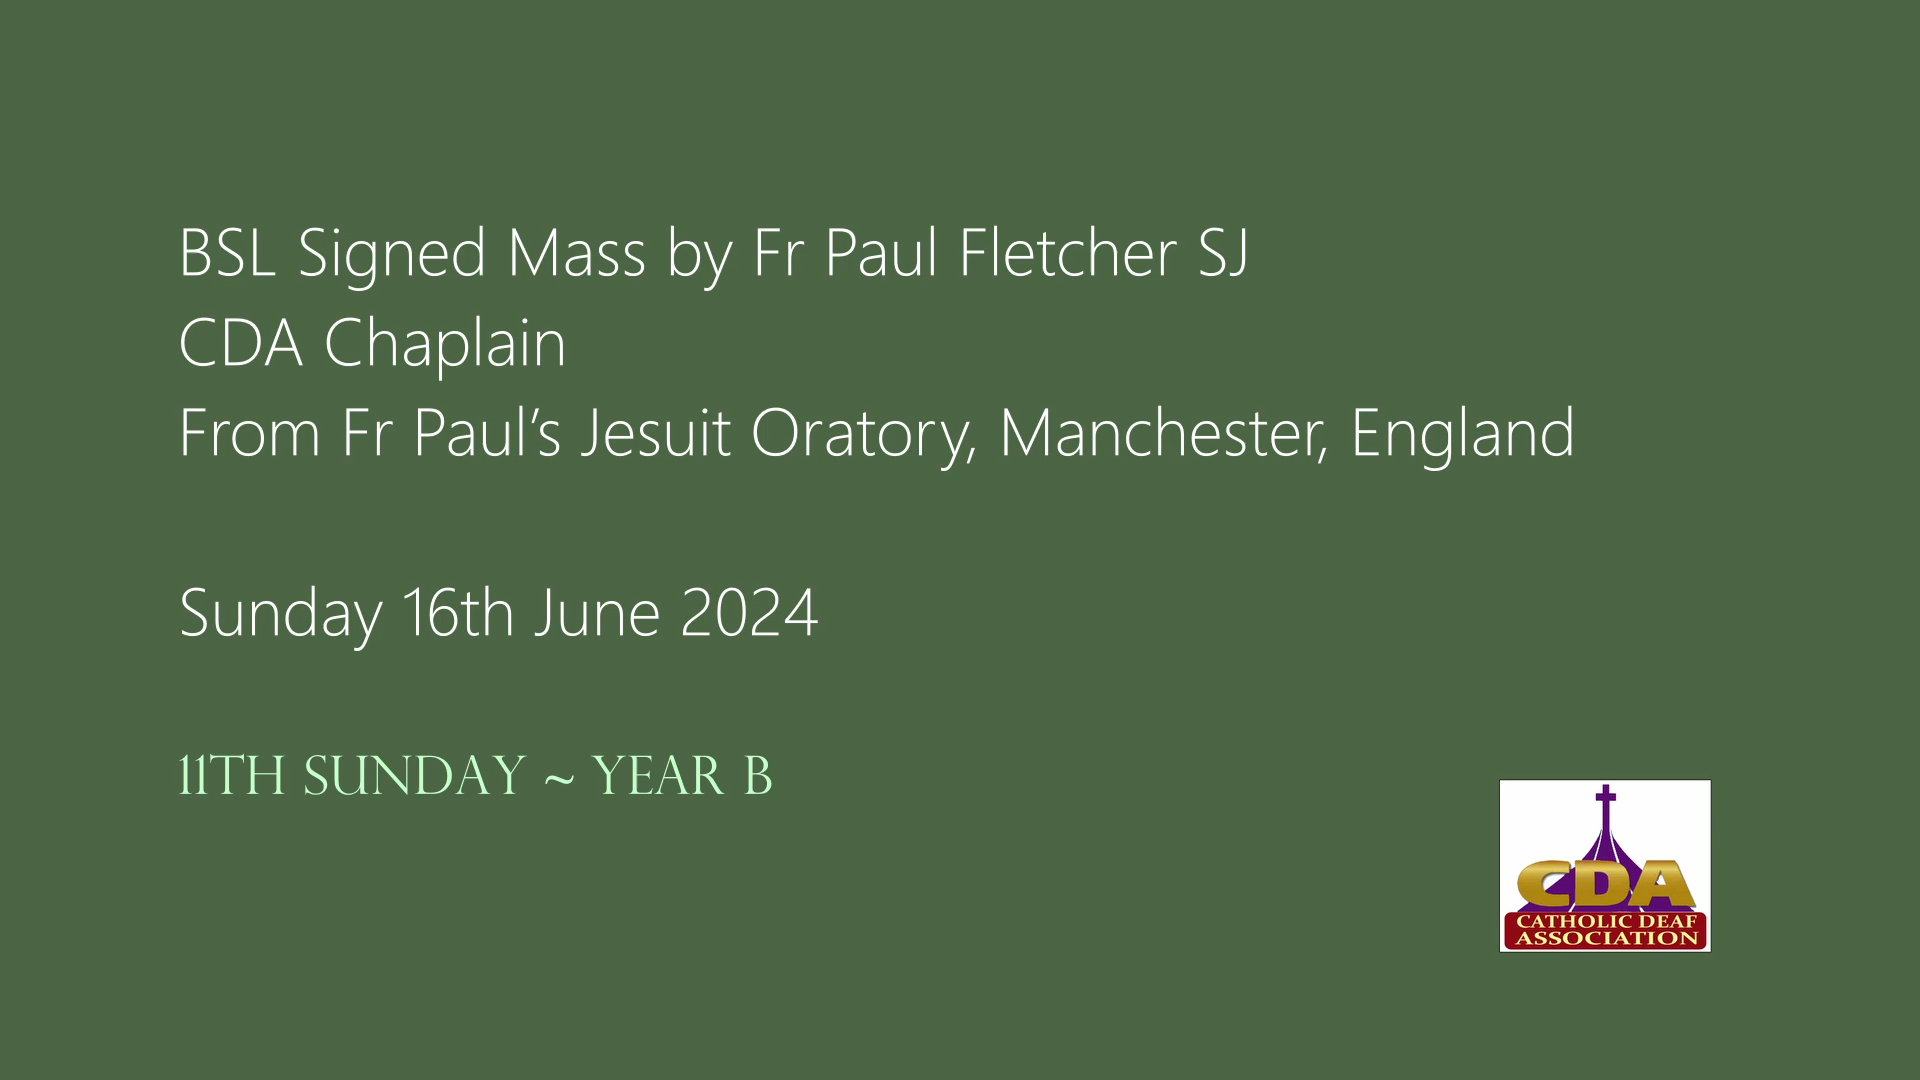 BSL Signed Mass by Fr Paul Fletcher SJ
CDA Chaplain
From Fr Paul’s Jesuit Oratory, Manchester, England
Sunday 16th June 2024
11TH SUNDAY ~ YEAR B
CDA
CATHOLIC DEAF
ASSOCIATION